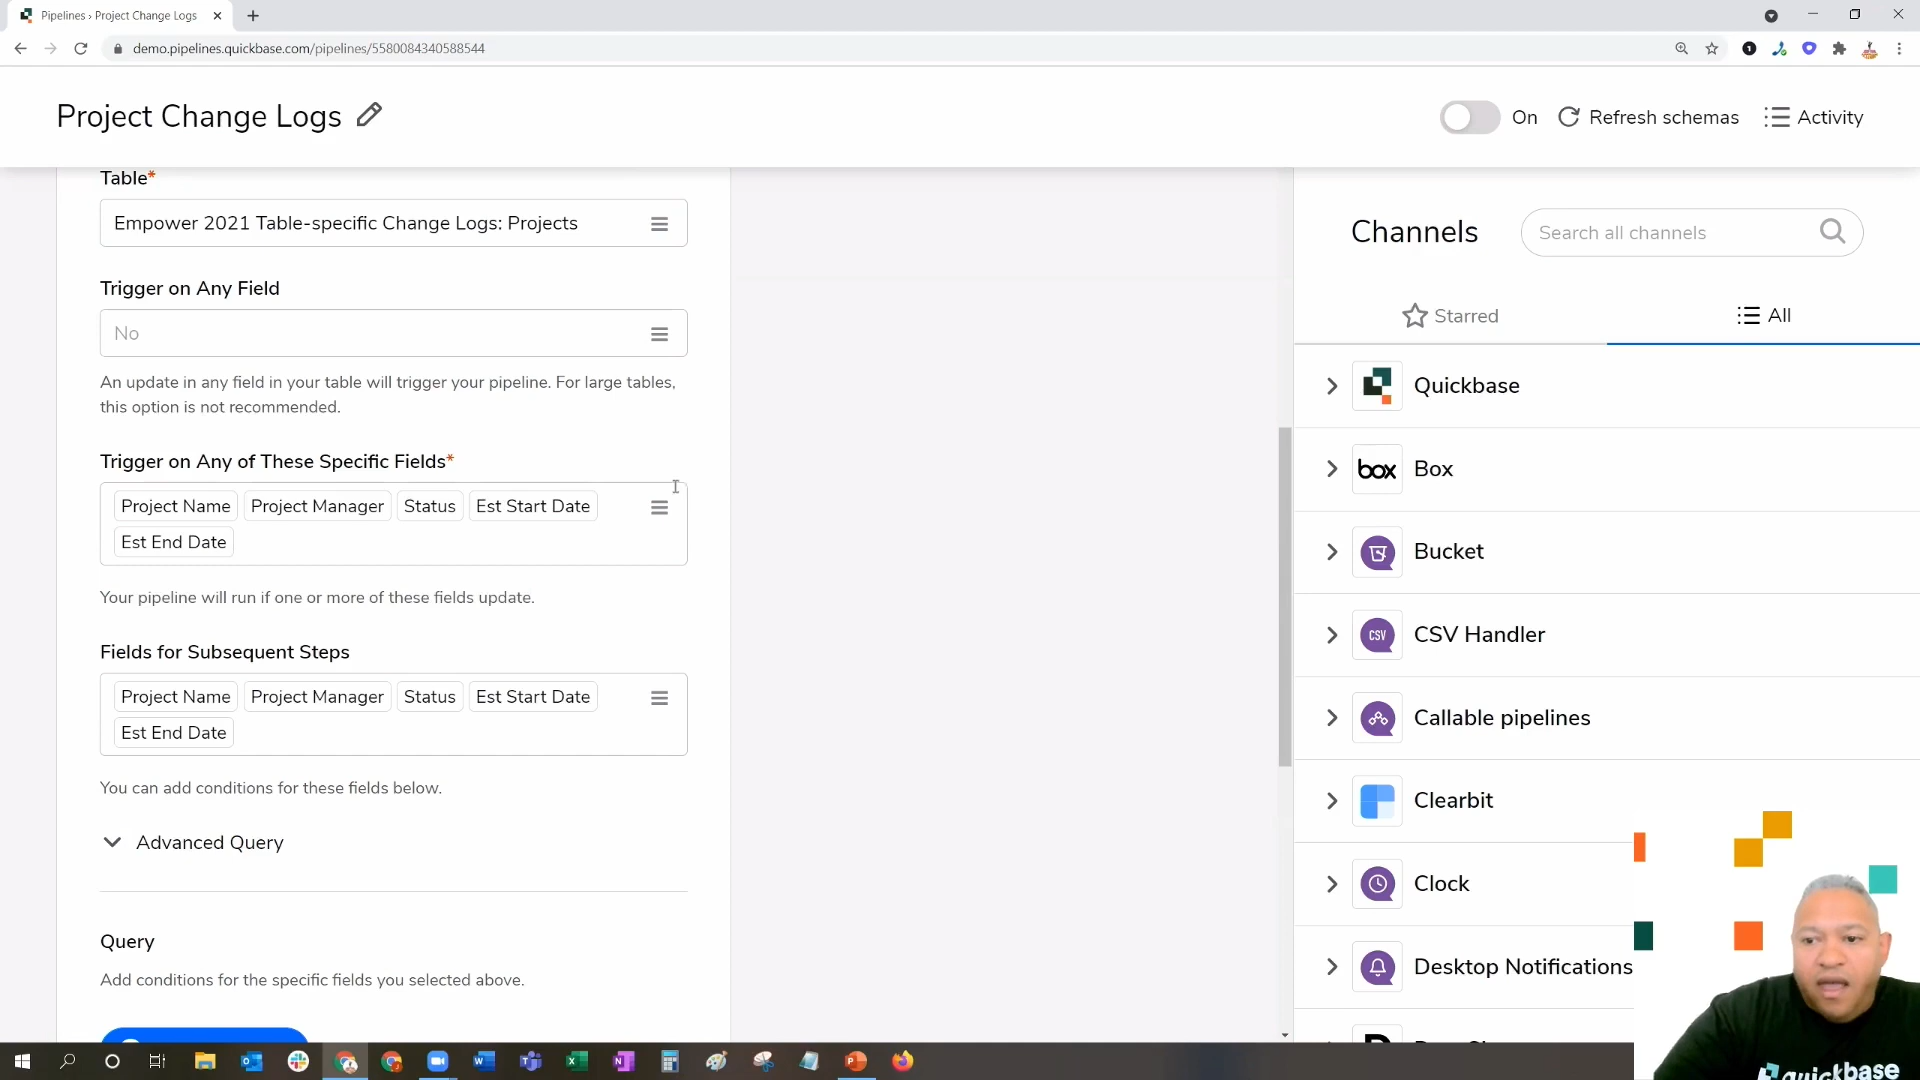 Pipelines › Project Change Logs
demo.pipelines.quickbase.com/pipelines/5580084340588544
Project Change Logs
On
Refresh schemas
Activity
Table*
Empower 2021 Table-specific Change Logs: Projects
Trigger on Any Field
No
An update in any field in your table will trigger your pipeline. For large tables,
this option is not recommended.
Trigger on Any of These Specific Fields*
Project Name Project Manager Status Est Start Date
Est End Date
Your pipeline will run if one or more of these fields update.
Fields for Subsequent Steps
Project Name Project Manager Status Est Start Date
Est End Date
You can add conditions for these fields below.
Advanced Query
Query
Add conditions for the specific fields you selected above.
Channels
Search all channels
Starred
All
Quickbase
box Box
Bucket
CSV CSV Handler
Callable pipelines
Clearbit
Clock
Desktop Notifications
quickbase